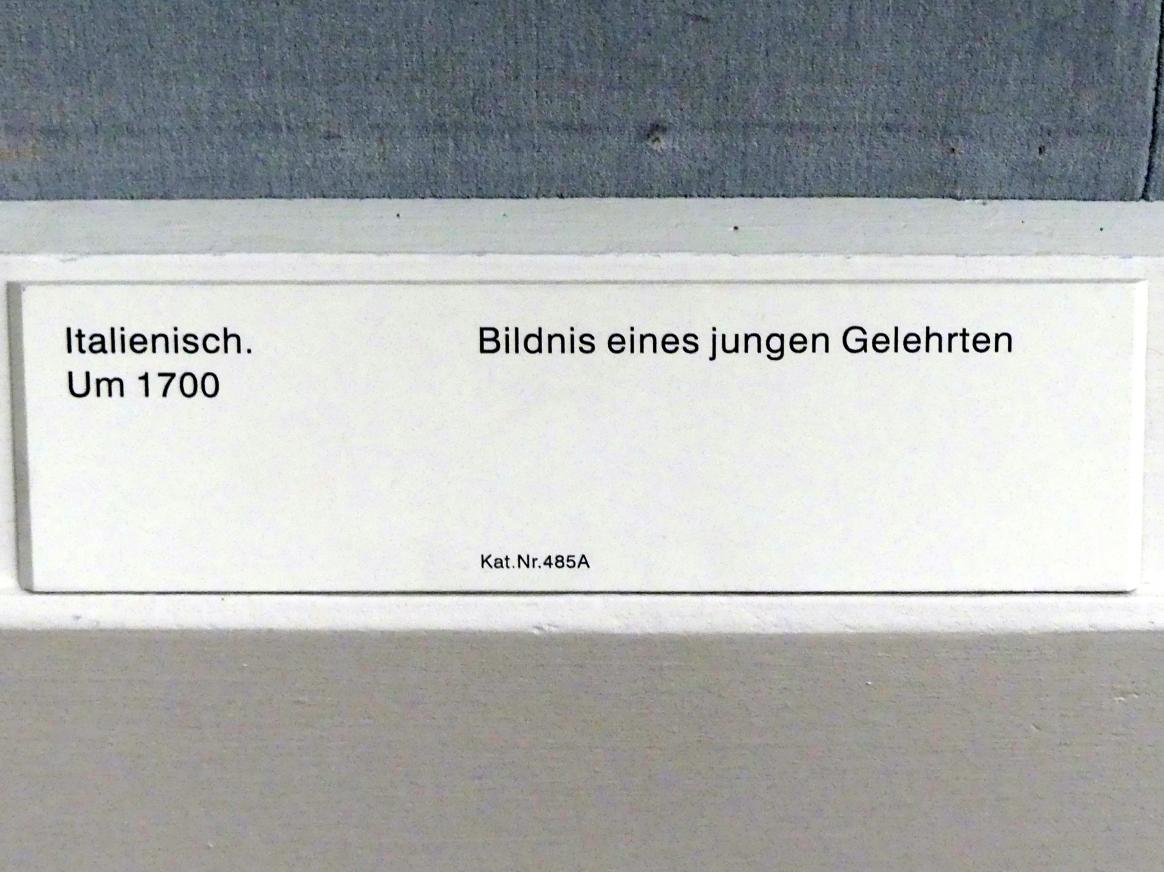 Italienisch.
Um 1700
Bildnis eines jungen Gelehrten
Kat.Nr.485A